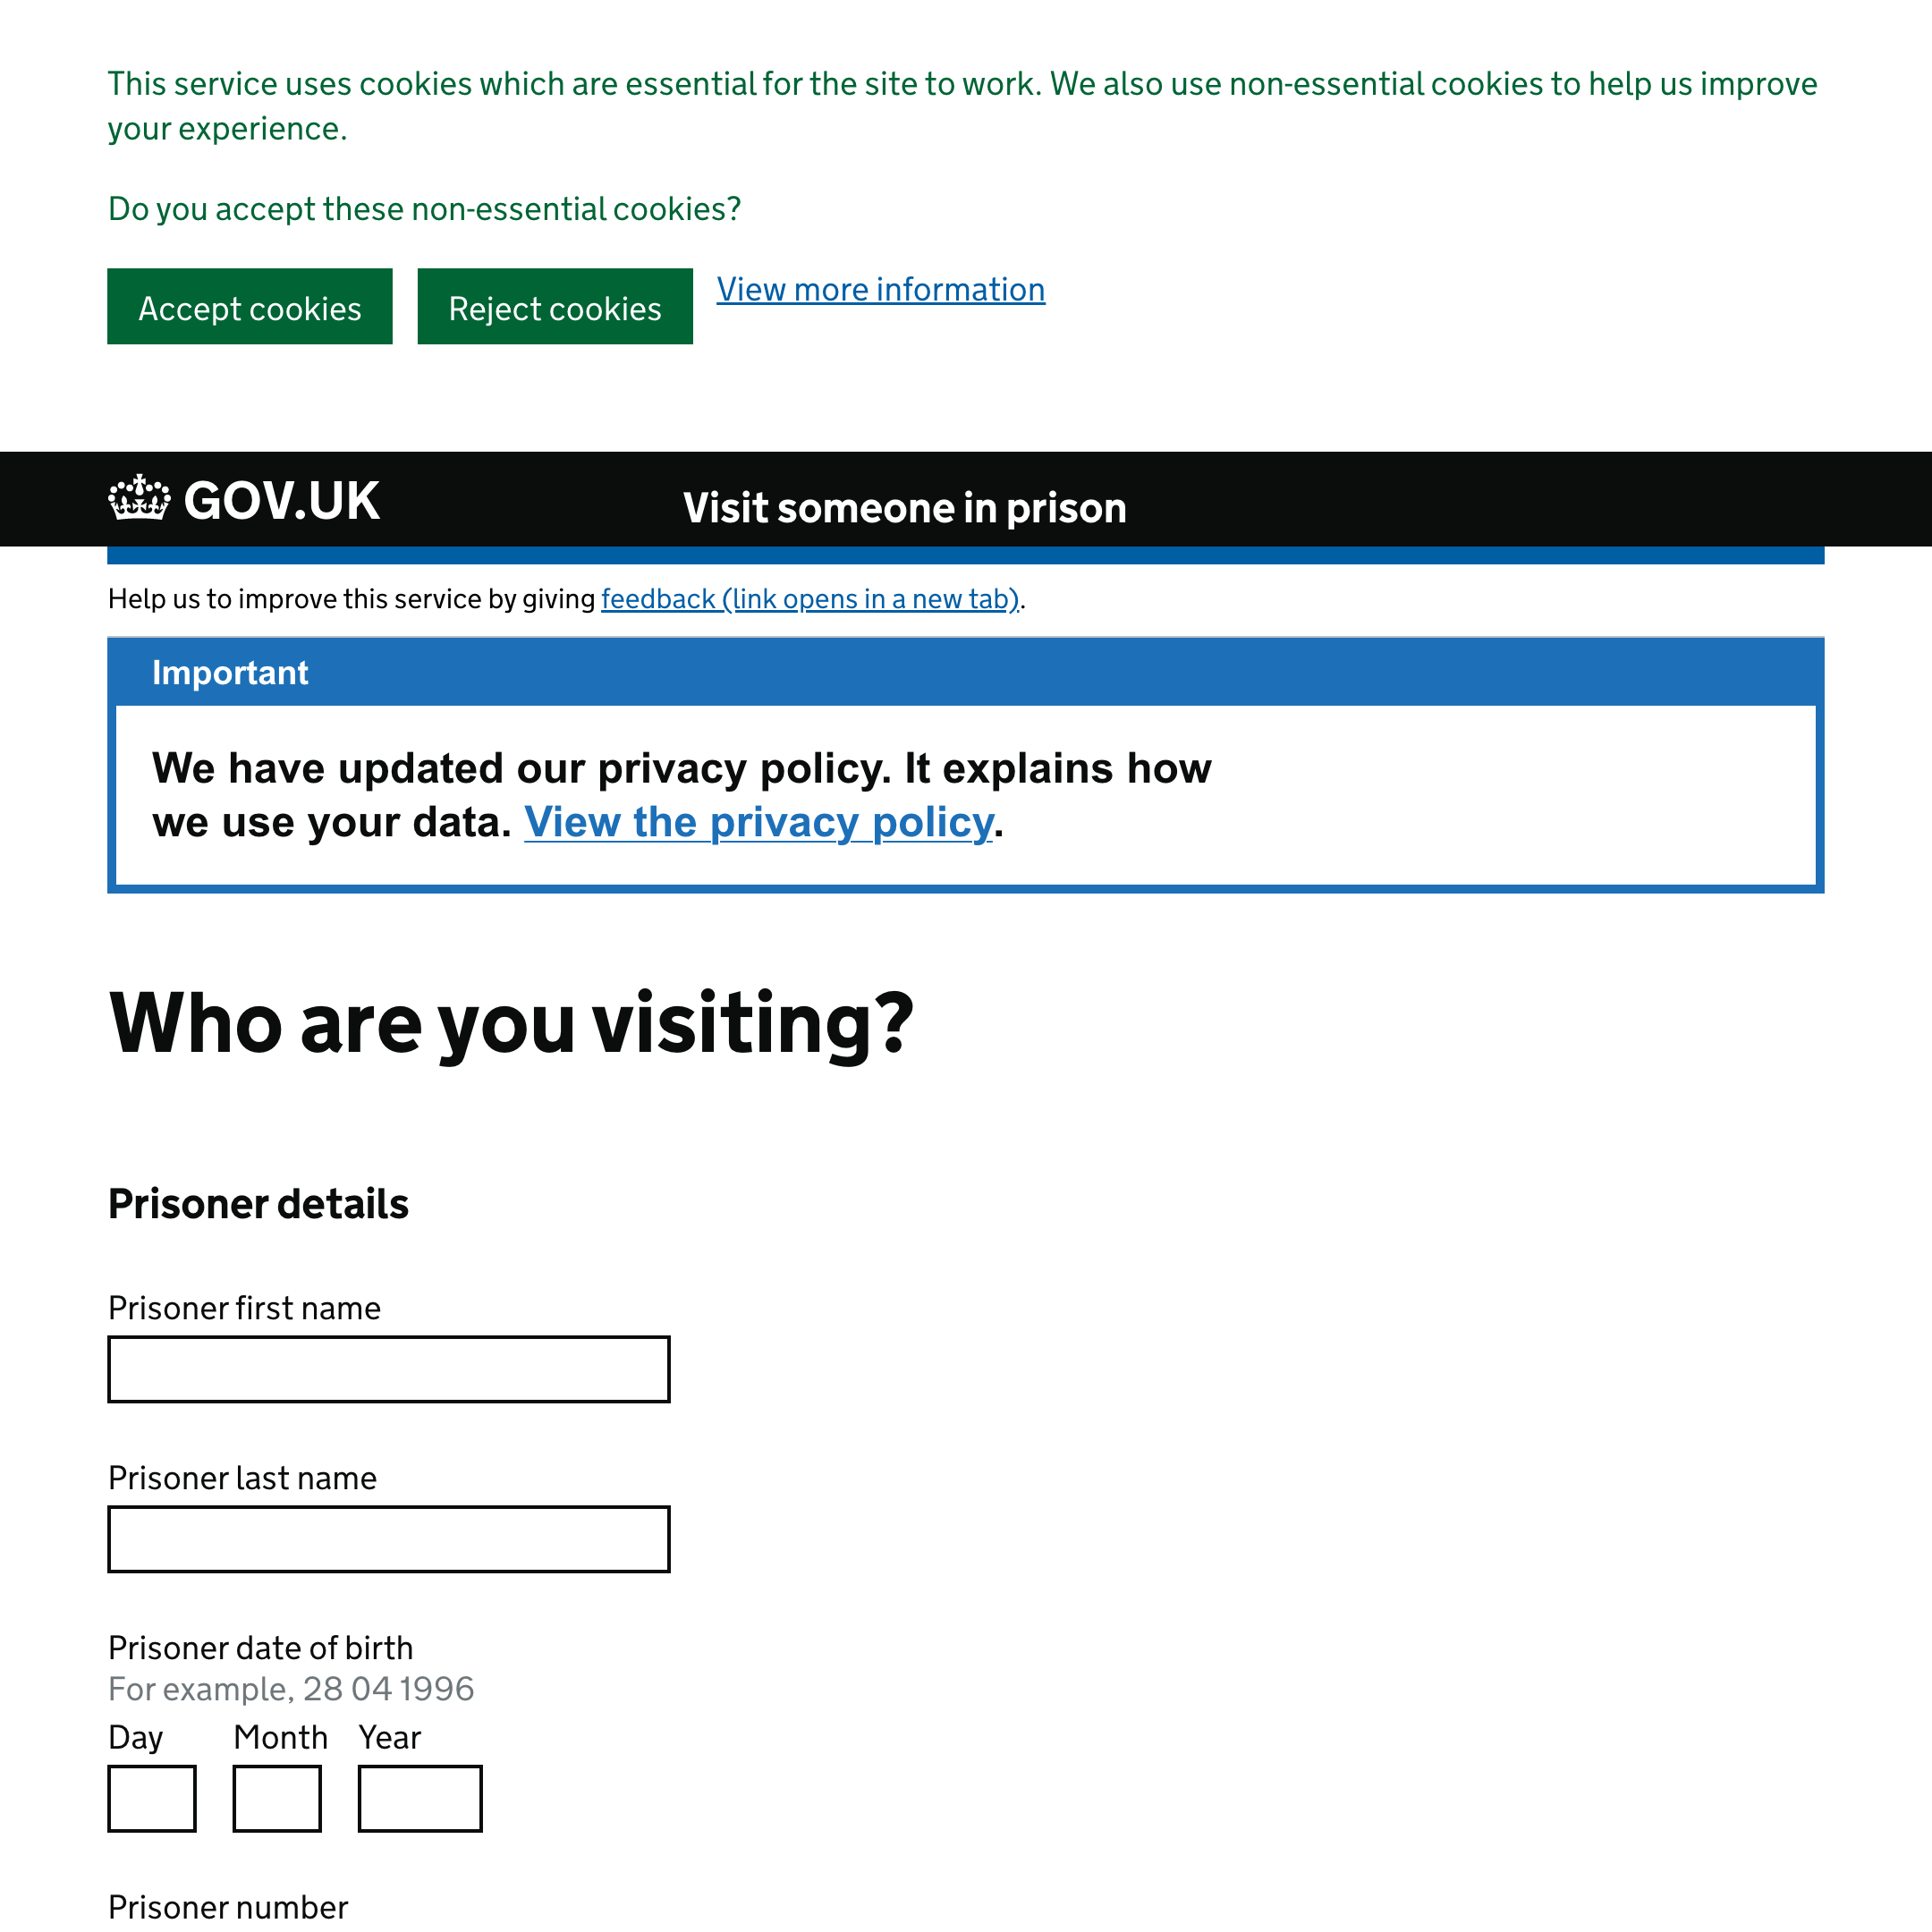 This service uses cookies which are essential for the site to work. We also use non-essential cookies to help us improve
your experience.
Do you accept these non-essential cookies?
Accept cookies Reject cookies View more information
GOV.UK Visit someone in prison
Help us to improve this service by giving feedback (link opens in a new tab).
Important
We have updated our privacy policy. It explains how
we use your data. View the privacy policy.
Who are you visiting?
Prisoner details
Prisoner first name
Prisoner last name
Prisoner date of birth
For example, 28 04 1996
Day Month Year
Prisoner number